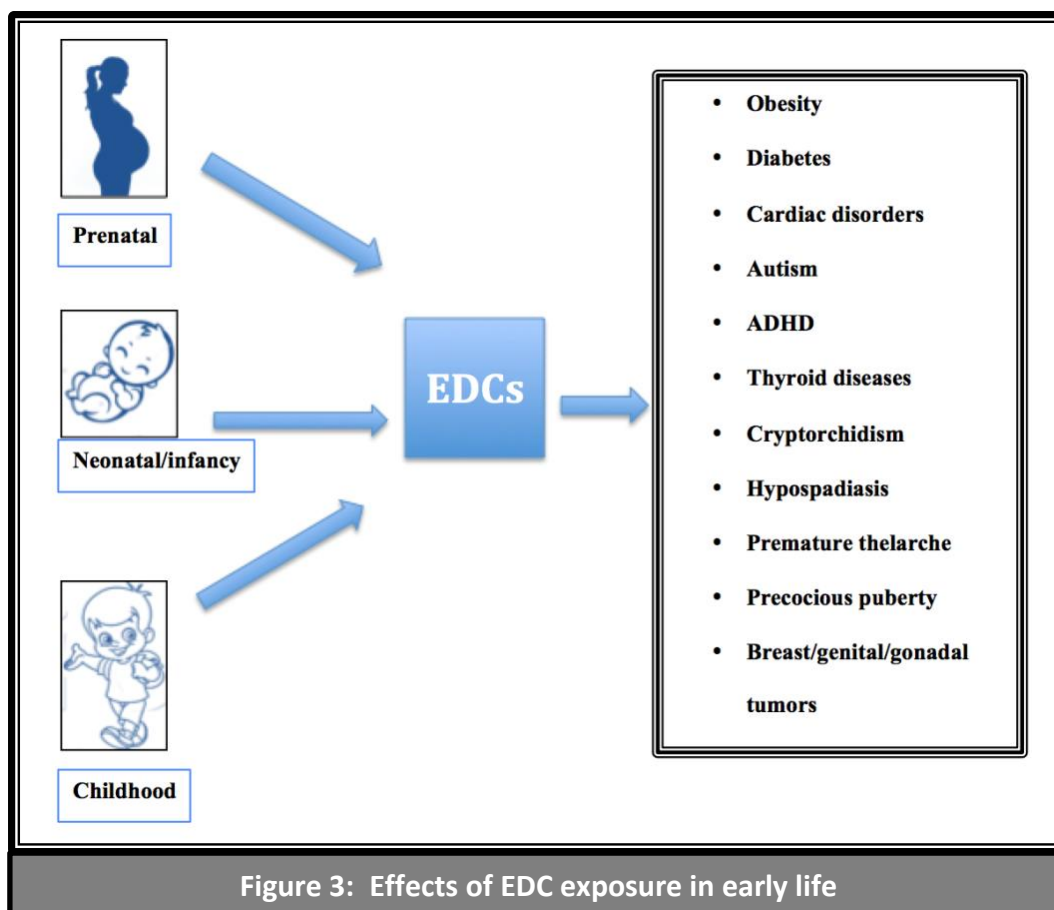 Prenatal
Neonatal/infancy
Childhood
EDCs
• Obesity
• Diabetes
• Cardiac disorders
• Autism
• ADHD
• Thyroid diseases
• Cryptorchidism
• Hypospadiasis
• Premature thelarche
• Precocious puberty
• Breast/genital/gonadal
tumors
Figure 3: Effects of EDC exposure in early life